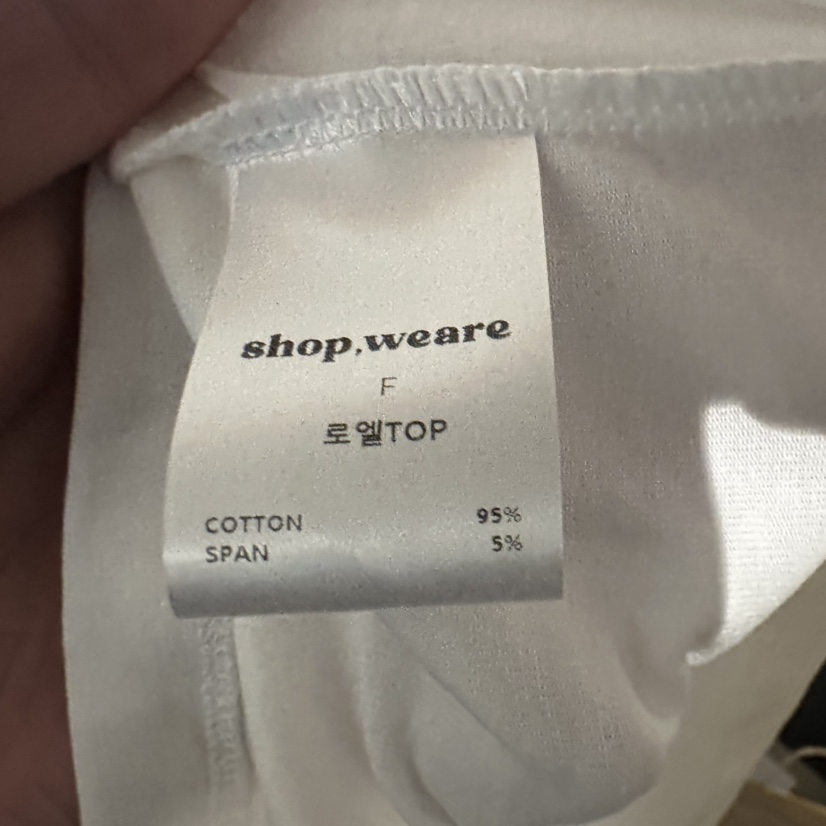 shop.weare
F
로엘TOP
COTTON 95%
SPAN 5%